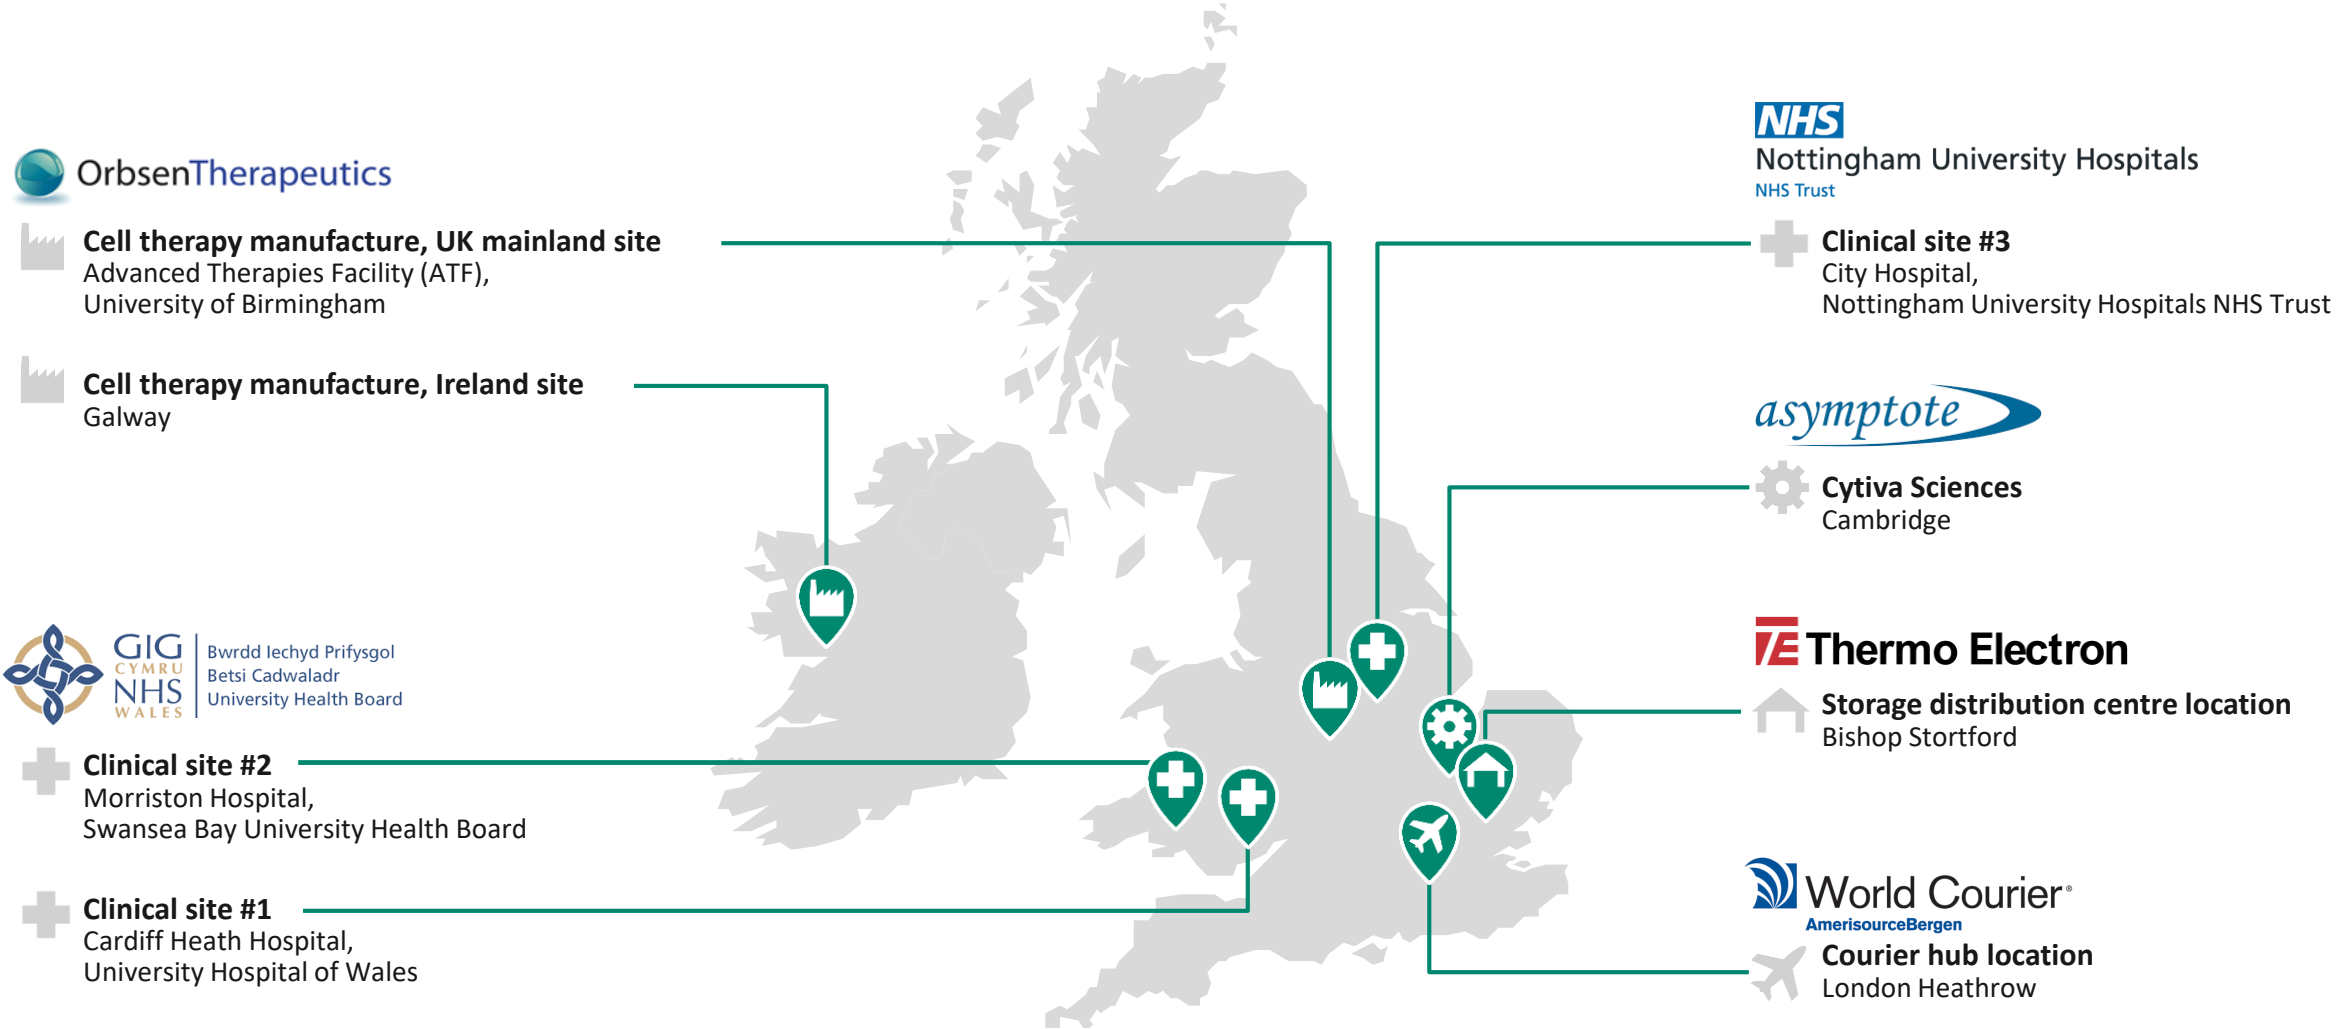 OrbsenTherapeutics
Cell therapy manufacture, UK mainland site
Advanced Therapies Facility (ATF),
University of Birmingham
Cell therapy manufacture, Ireland site
Galway
GIG
CYMRU
NHS
WALES
Bwrdd Iechyd Prifysgol
Betsi Cadwaladr
University Health Board
Clinical site #2
Morriston Hospital,
Swansea Bay University Health Board
Clinical site #1
Cardiff Heath Hospital,
University Hospital of Wales
NHS
Nottingham University Hospitals
NHS Trust
Clinical site #3
City Hospital,
Nottingham University Hospitals NHS Trust
asymptote
Cytiva Sciences
Cambridge
TE Thermo Electron
Storage distribution centre location
Bishop Stortford
World Courier®
AmerisourceBergen
Courier hub location
London Heathrow